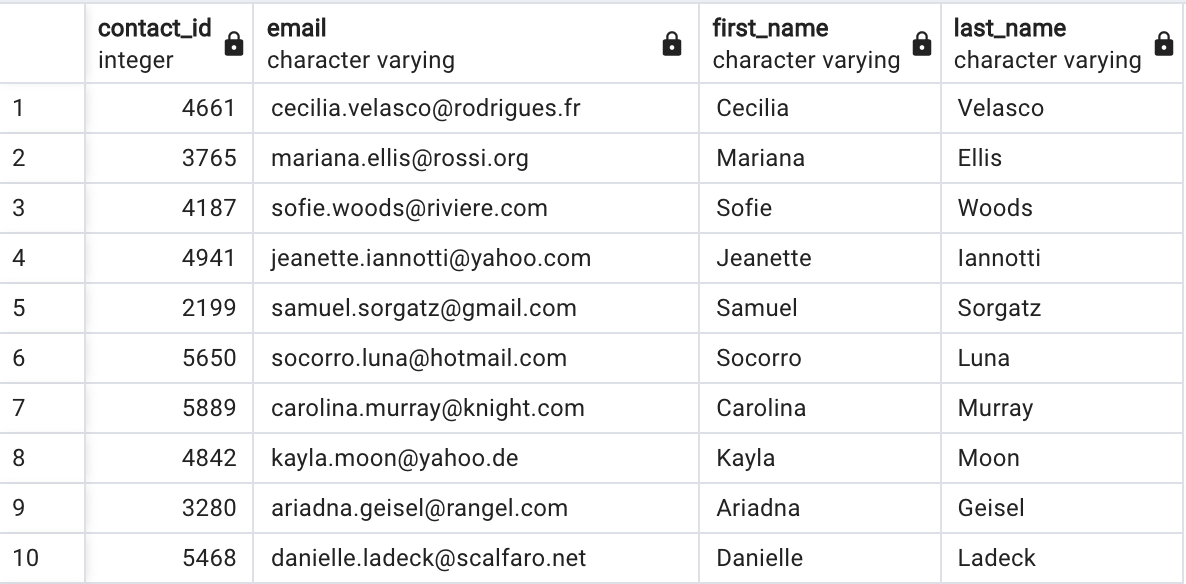 contact_id email first_name last_name
integer character varying character varying character varying
1 4661 cecilia.velasco@rodrigues.fr Cecilia Velasco
2 3765 mariana.ellis@rossi.org Mariana Ellis
3 4187 sofie.woods@riviere.com Sofie Woods
4 4941 jeanette.iannotti@yahoo.com Jeanette Iannotti
5 2199 samuel.sorgatz@gmail.com Samuel Sorgatz
6 5650 socorro.luna@hotmail.com Socorro Luna
7 5889 carolina.murray@knight.com Carolina Murray
8 4842 kayla.moon@yahoo.de Kayla Moon
9 3280 ariadna.geisel@rangel.com Ariadna Geisel
10 5468 danielle.ladeck@scalfaro.net Danielle Ladeck